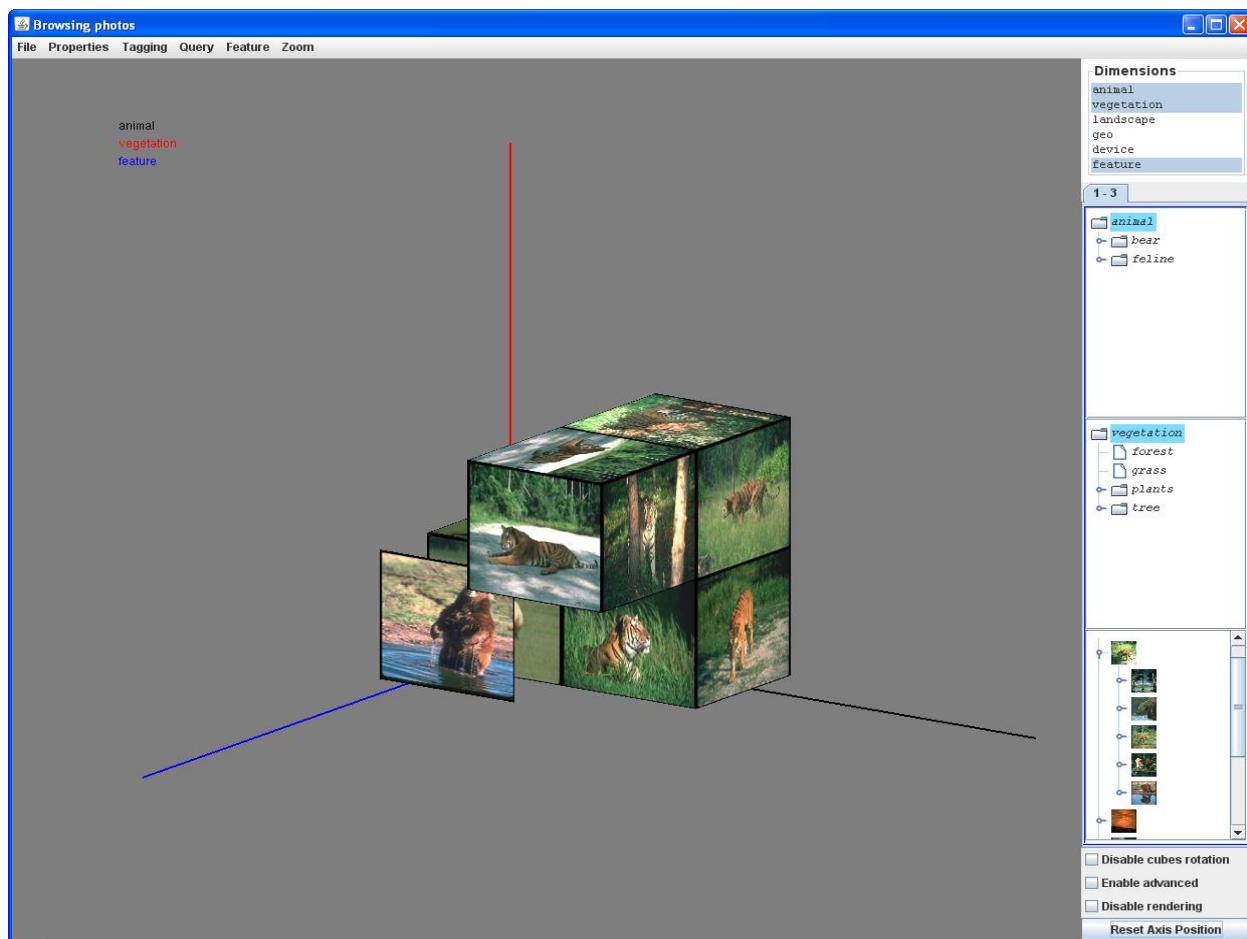 Browsing photos
File Properties Tagging Query Feature Zoom
animal
vegetation
feature
Dimensions
animal
vegetation
landscape
geo
device
feature
1 - 3
animal
bear
feline
vegetation
forest
grass
plants
tree
Disable cubes rotation
Enable advanced
Disable rendering
Reset Axis Position